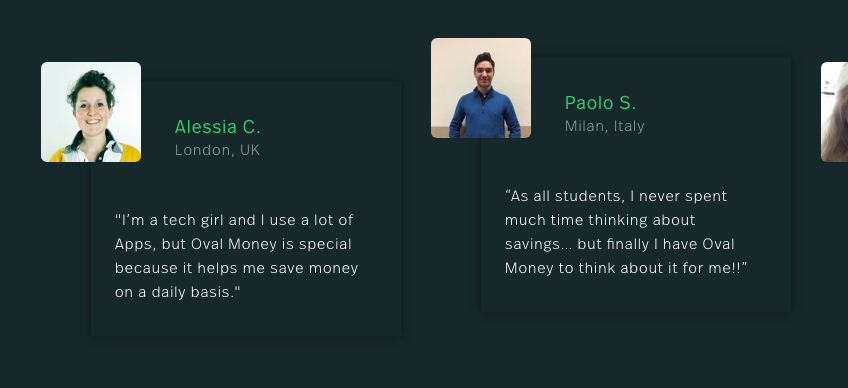 Alessia C.
London, UK
"I’m a tech girl and I use a lot of
Apps, but Oval Money is special
because it helps me save money
on a daily basis."
Paolo S.
Milan, Italy
“As all students, I never spent
much time thinking about
savings... but finally I have Oval
Money to think about it for me!!”